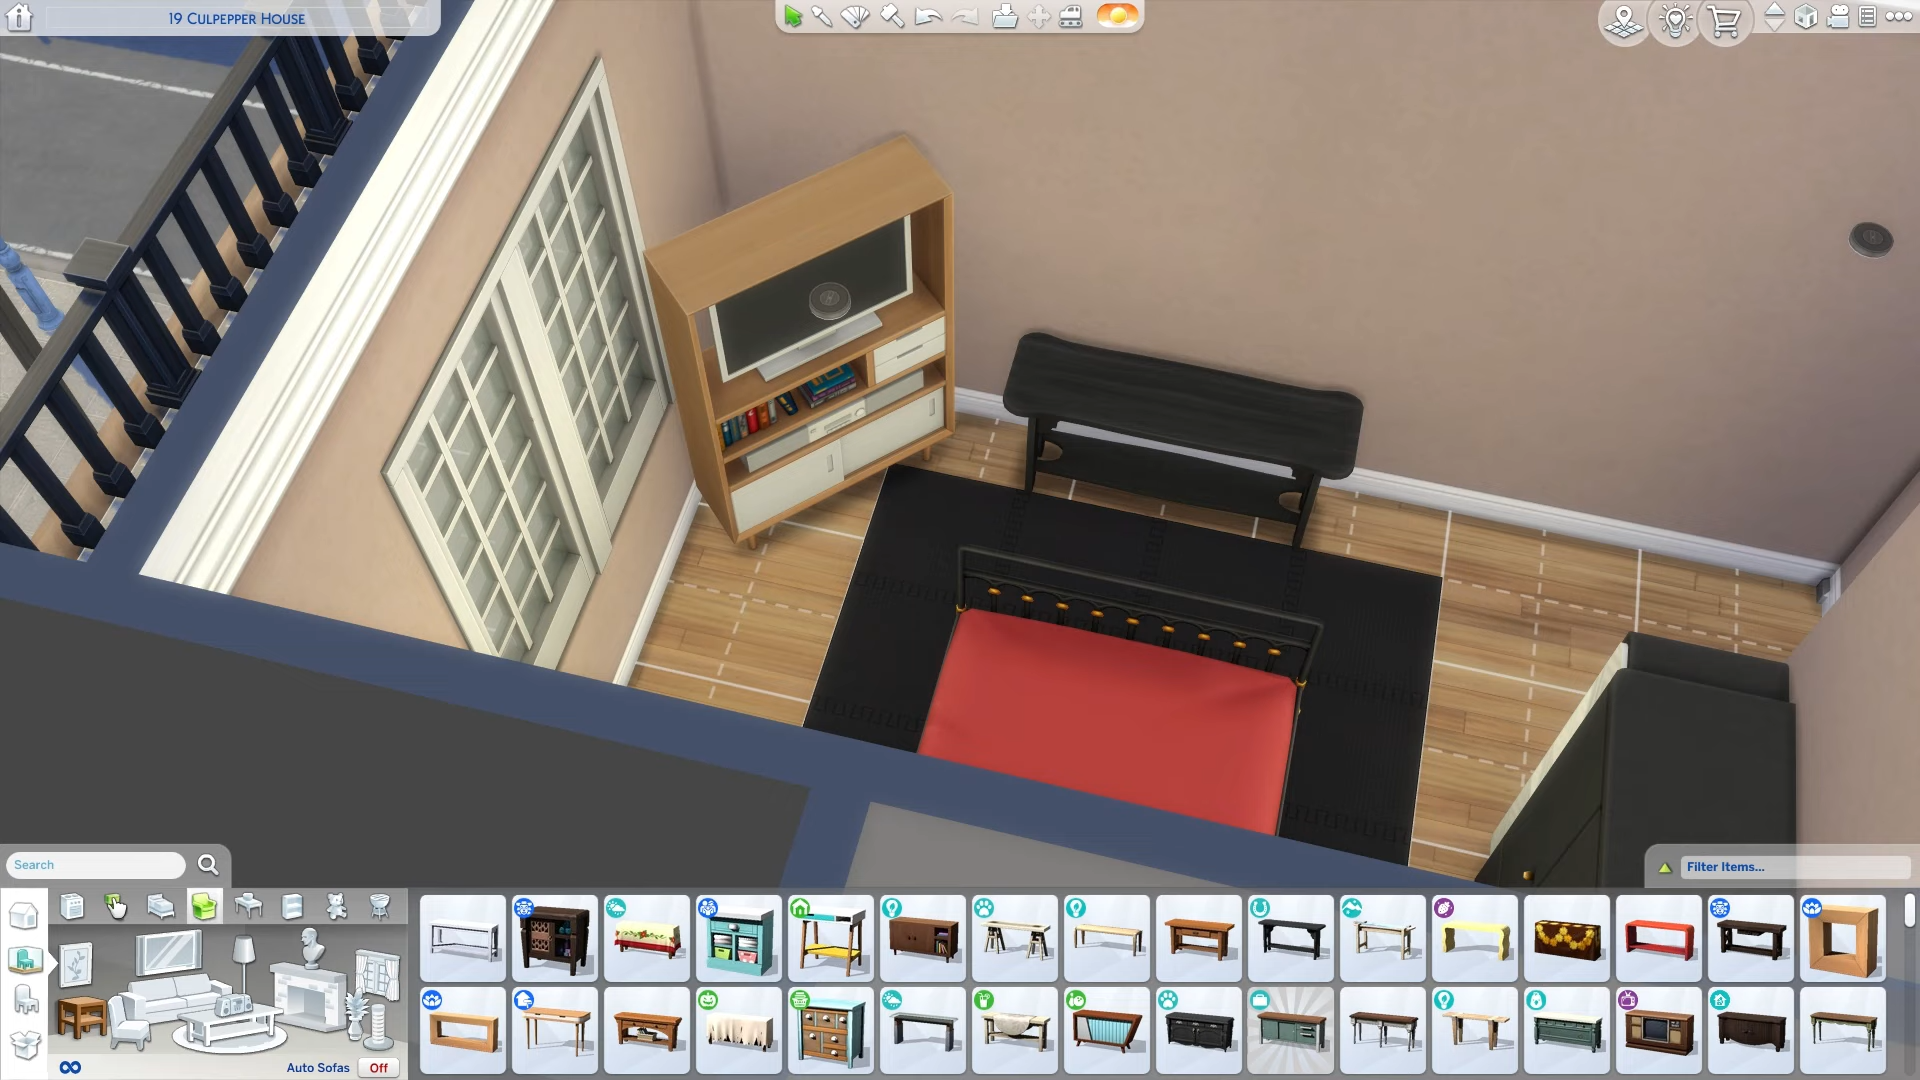 19 Culpepper House
Search
Filter Items...
Auto Sofas
Off